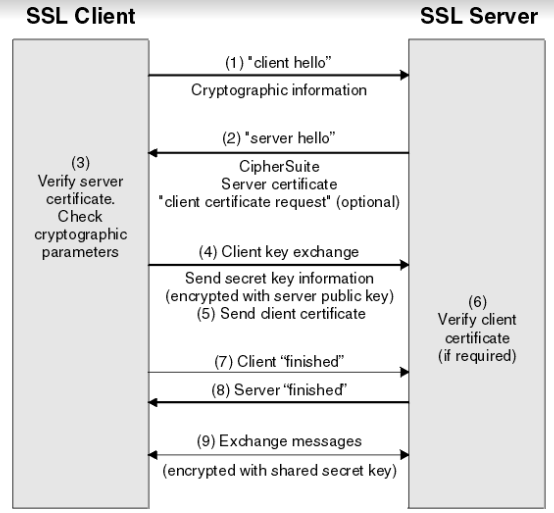 SSL Client
SSL Server
(1) "client hello”
Cryptographic information
(2) "server hello”
CipherSuite
Server certificate
"client certificate request" (optional)
(3)
Verify server
certificate.
Check
cryptographic
parameters
(4) Client key exchange
Send secret key information
(encrypted with server public key)
(5) Send client certificate
(6)
Verify client
certificate
(if required)
(7) Client “finished”
(8) Server “finished”
(9) Exchange messages
(encrypted with shared secret key)